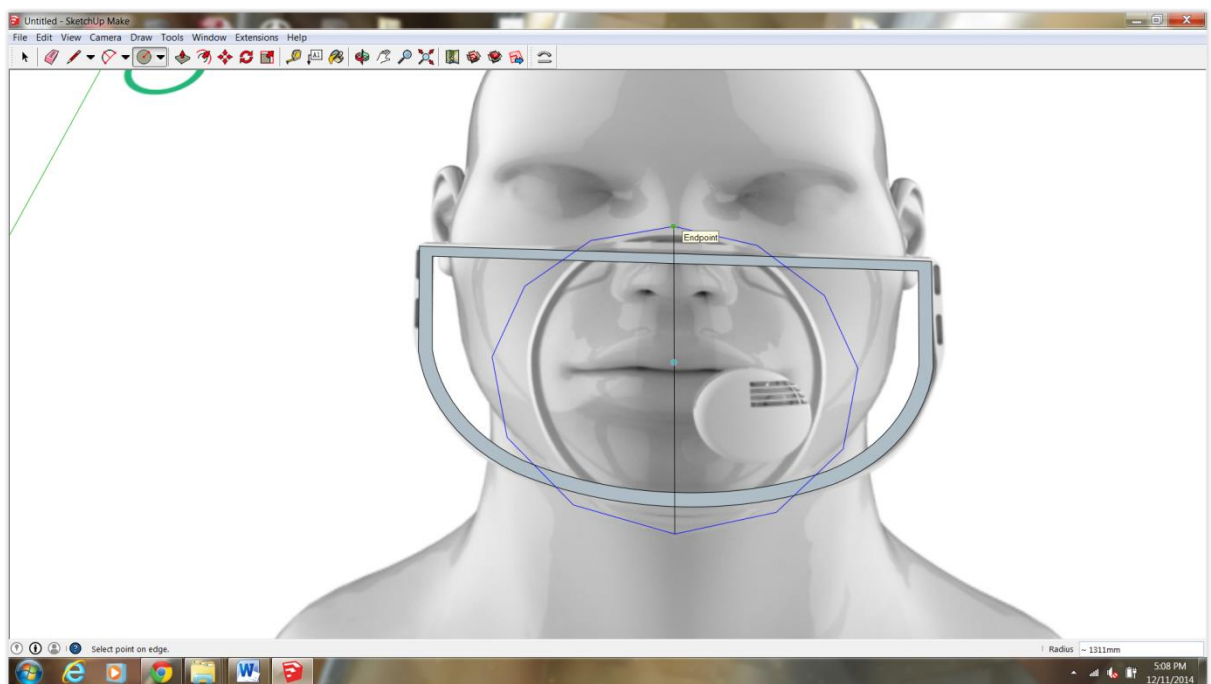 Untitled - SketchUp Make
File Edit View Camera Draw Tools Window Extensions Help
A1
Endpoint
Select point on edge.
Radius ~ 1311mm
W
5:08 PM
12/11/2014